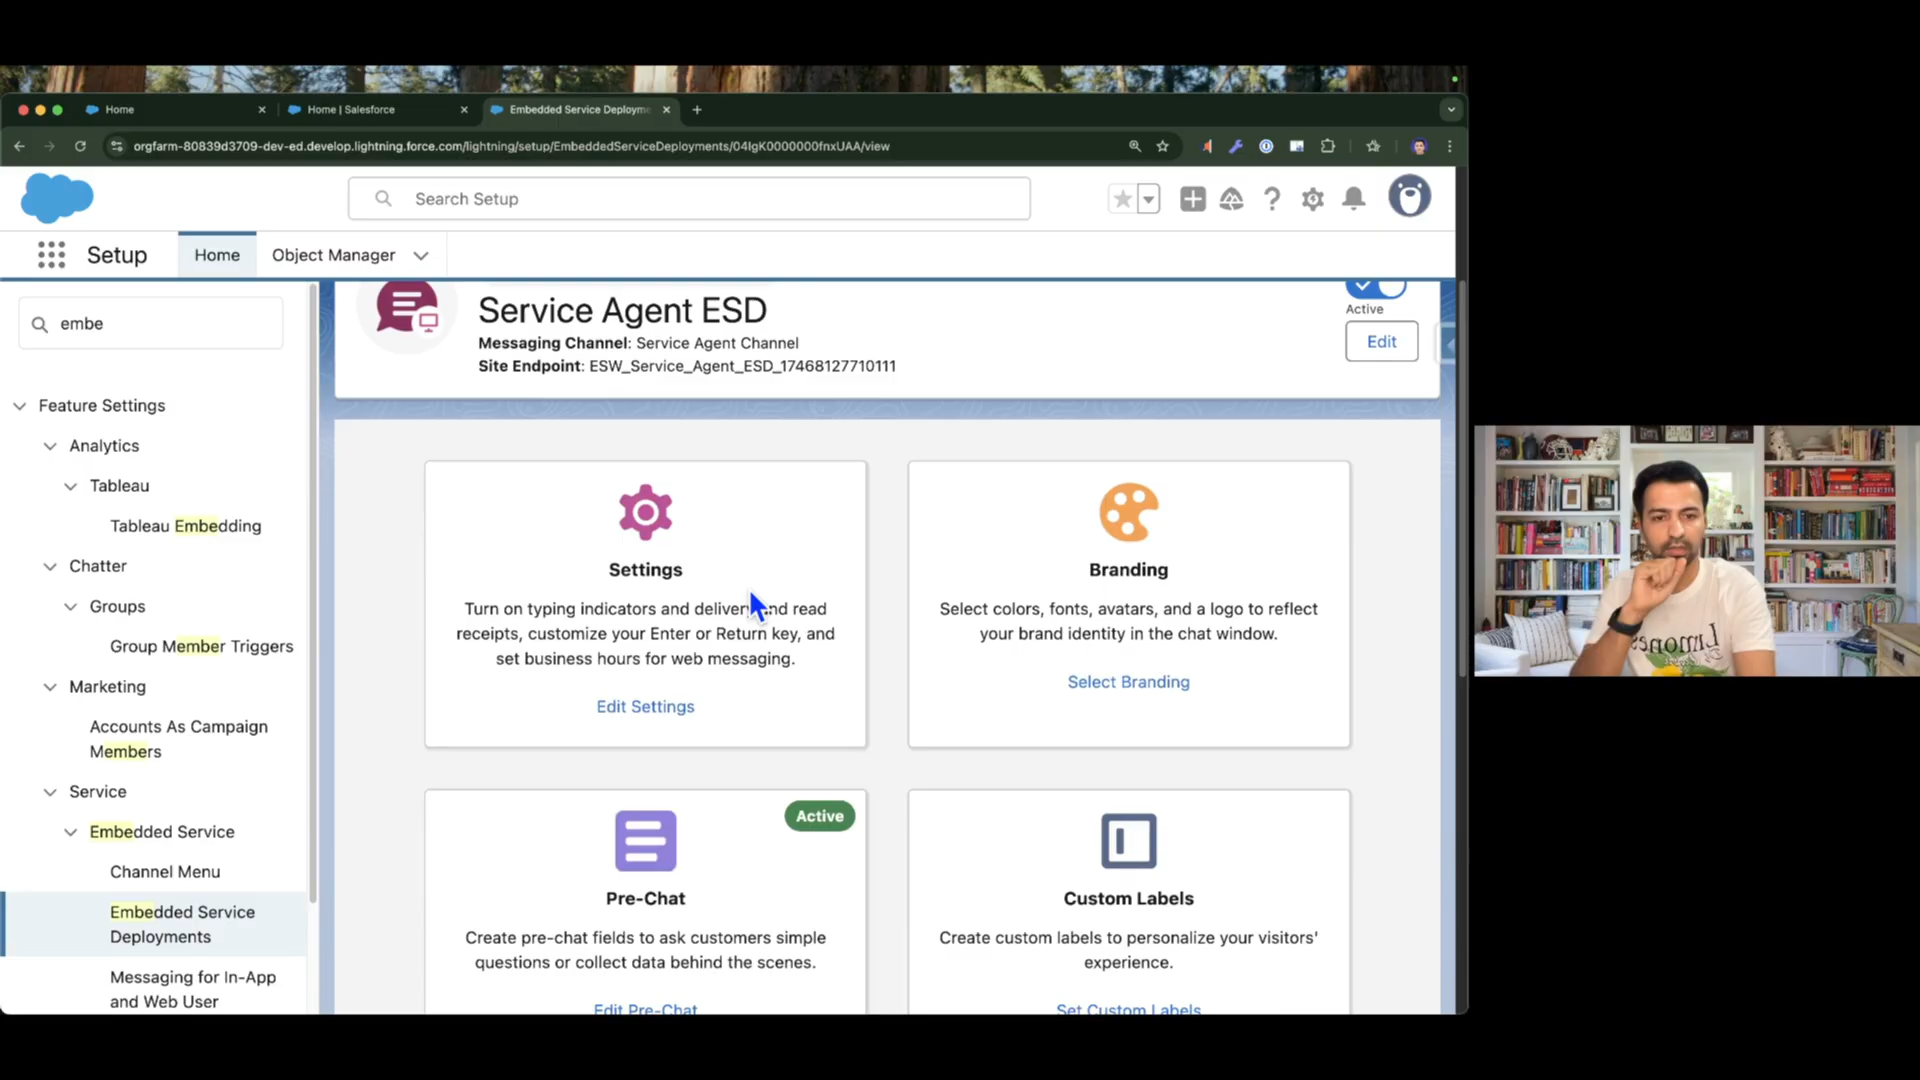 Home
Home | Salesforce
Embedded Service Deploym
orgfarm-80839d3709-dev-ed.develop.lightning.force.com/lightning/setup/EmbeddedServiceDeployments/04IgK0000000fnxUAA/view
Search Setup
Setup
Home
Object Manager
embe
Feature Settings
Analytics
Tableau
Tableau Embedding
Chatter
Groups
Group Member Triggers
Marketing
Accounts As Campaign
Members
Service
Embedded Service
Channel Menu
Embedded Service
Deployments
Messaging for In-App
and Web User
Service Agent ESD
Messaging Channel: Service Agent Channel
Site Endpoint: ESW_Service_Agent_ESD_17468127710111
Active
Edit
Settings
Turn on typing indicators and delivery and read
receipts, customize your Enter or Return key, and
set business hours for web messaging.
Edit Settings
Branding
Select colors, fonts, avatars, and a logo to reflect
your brand identity in the chat window.
Select Branding
Active
Pre-Chat
Create pre-chat fields to ask customers simple
questions or collect data behind the scenes.
Edit Pre-Chat
Custom Labels
Create custom labels to personalize your visitors'
experience.
Set Custom Labels
Limones